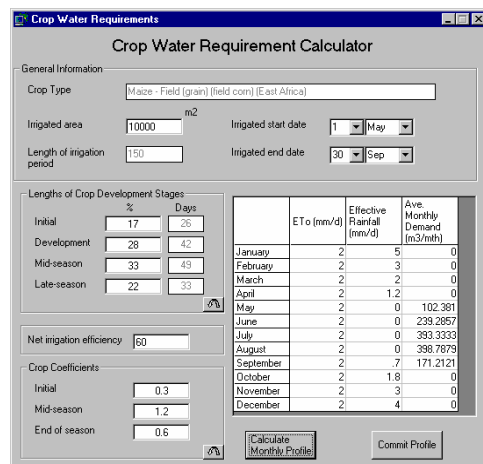 Crop Water Requirements
Crop Water Requirement Calculator
General Information
Crop Type Maize - Field (grain) (field corn) (East Africa)
m2
Irrigated area 10000 Irrigated start date 1 May
Length of irrigation period 150 Irrigated end date 30 Sep
Lengths of Crop Development Stages
% Days
Initial 17 26
Development 28 42
Mid-season 33 49
Late-season 22 33
Net irrigation efficiency 60
Crop Coefficients
Initial 0.3
Mid-season 1.2
End of season 0.6
ETo (mm/d) Effective Rainfall (mm/d) Ave. Monthly Demand (m3/mth)
January 2 5 0
February 2 3 0
March 2 2 0
April 2 1.2 0
May 2 0 102.381
June 2 0 239.2857
July 2 0 393.3333
August 2 0 398.7879
September 2 .7 171.2121
October 2 1.8 0
November 2 3 0
December 2 4 0
Calculate Monthly Profile
Commit Profile